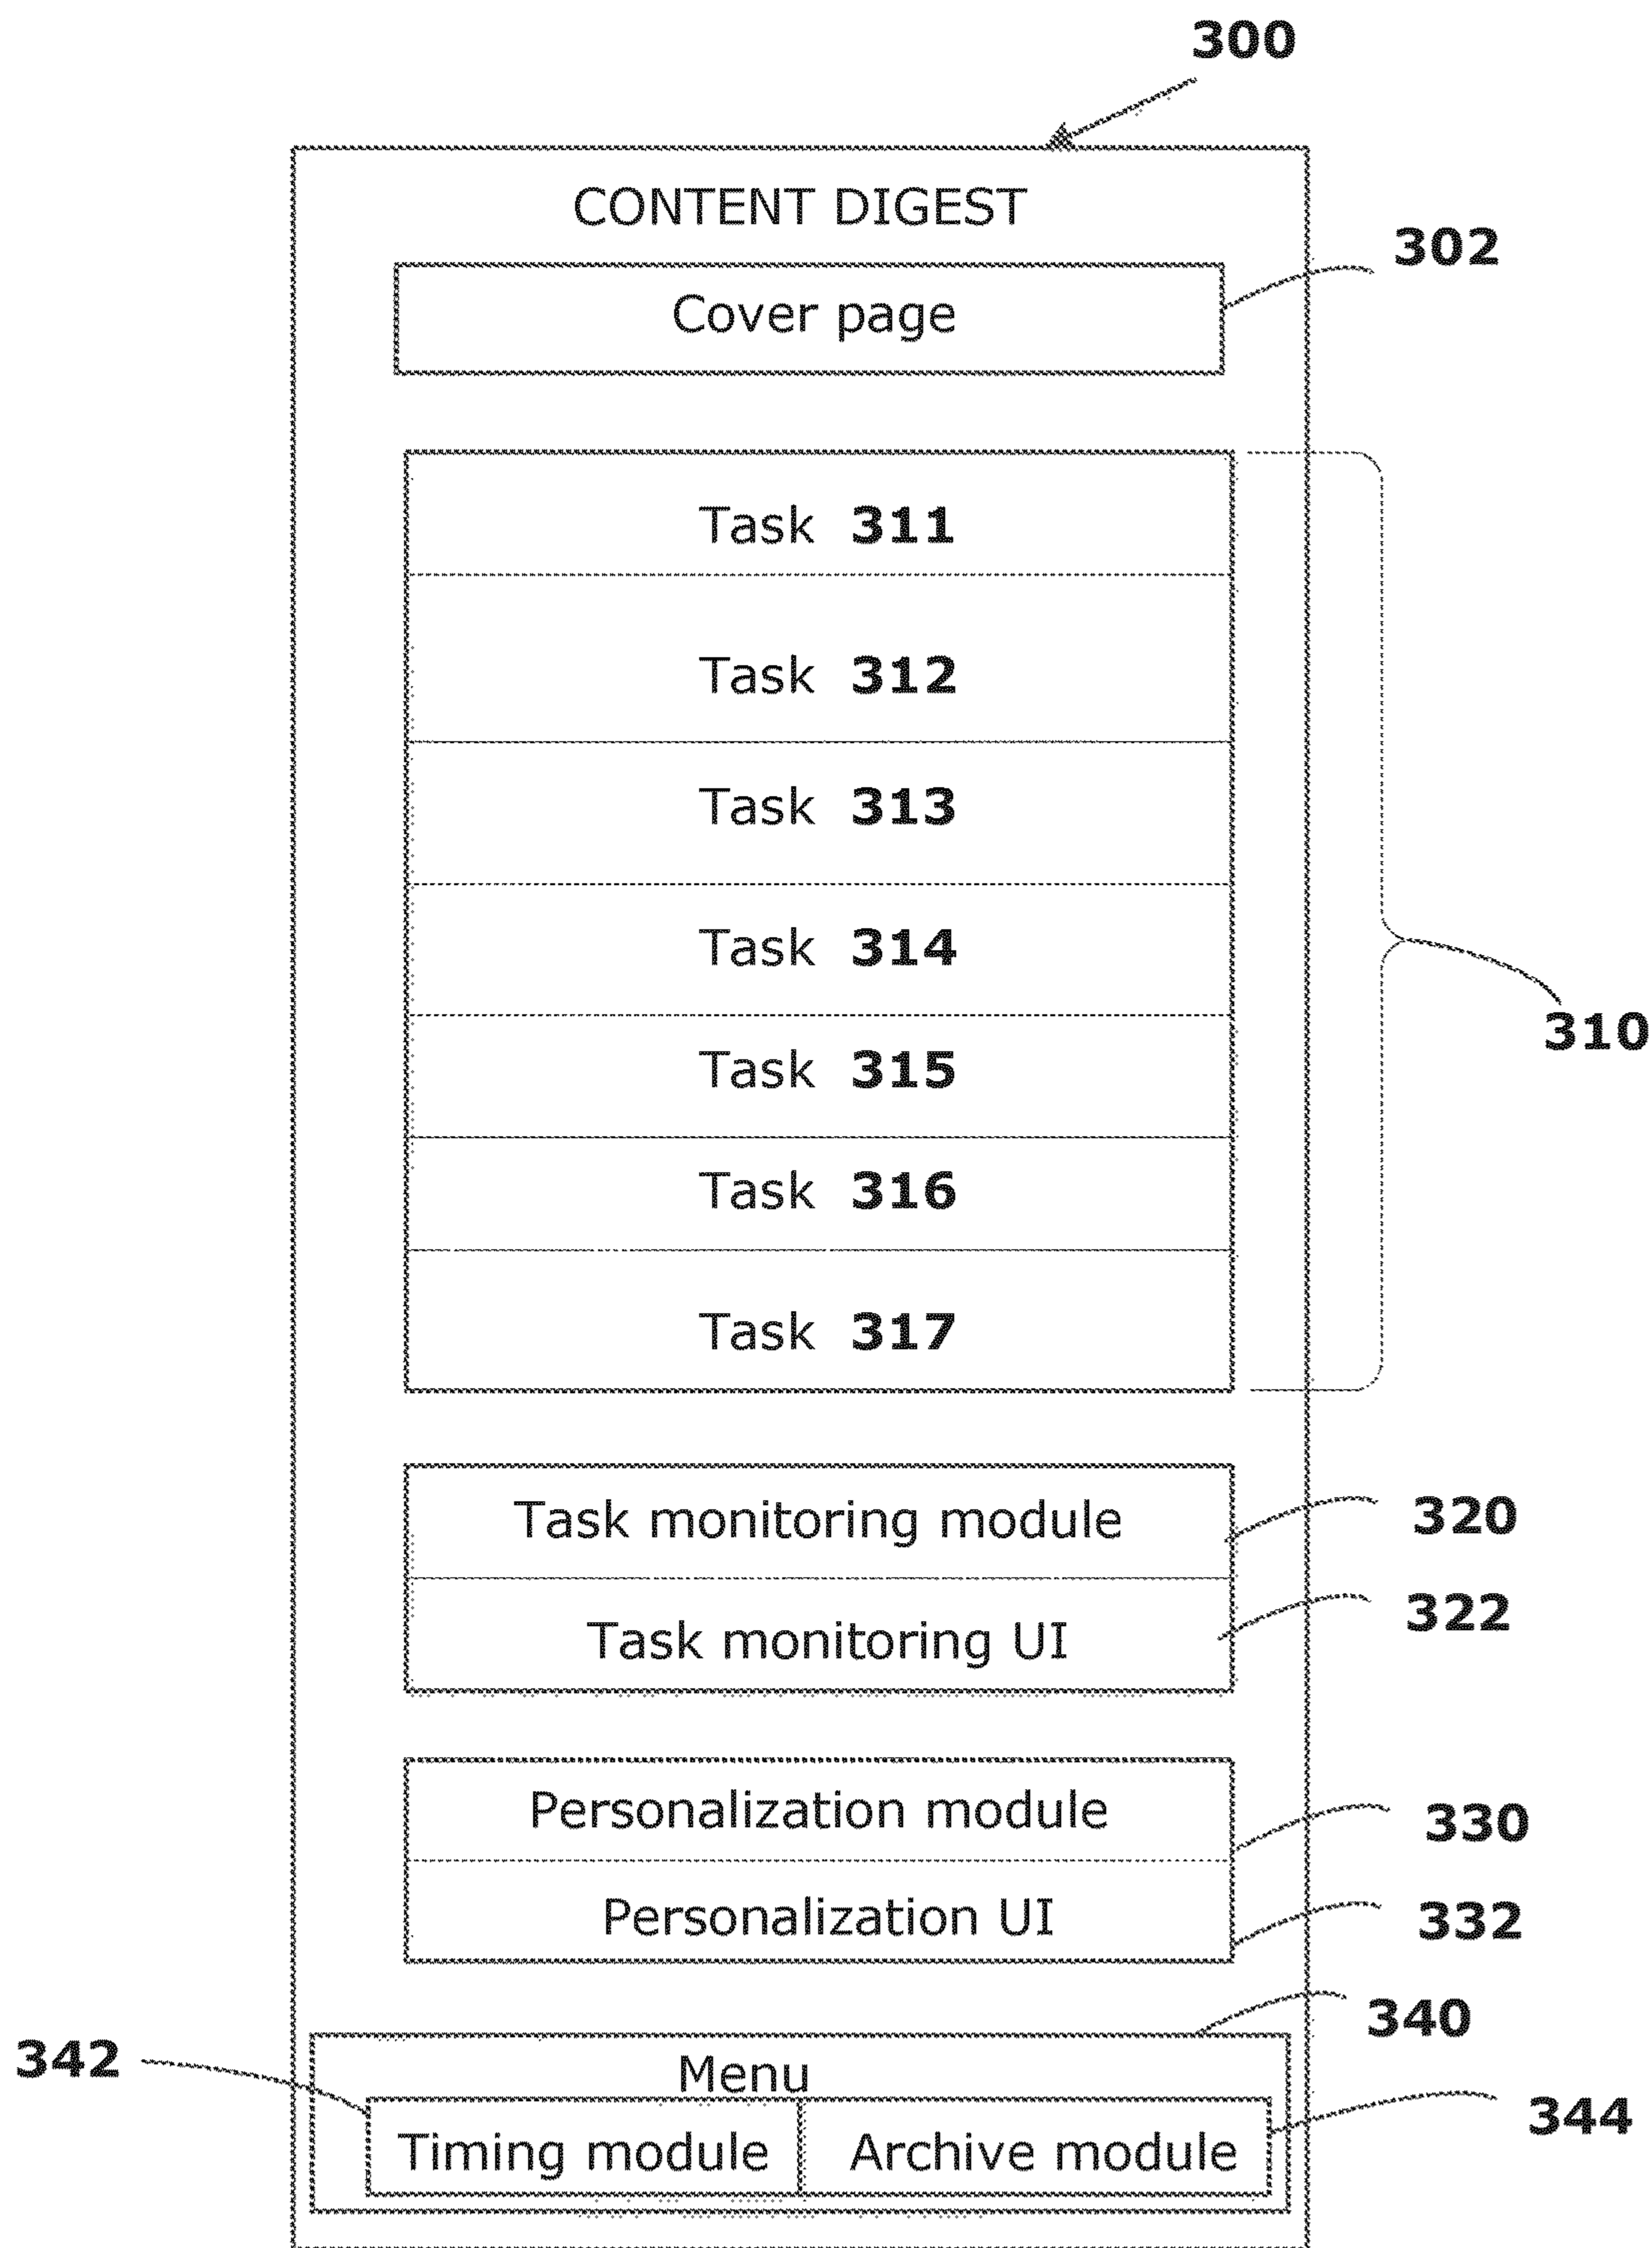 300
CONTENT DIGEST
302
Cover page
Task 311
Task 312
Task 313
Task 314
Task 315
Task 316
Task 317
310
Task monitoring module
320
Task monitoring UI
322
Personalization module
330
Personalization UI
332
340
342
Menu
344
Timing module
Archive module